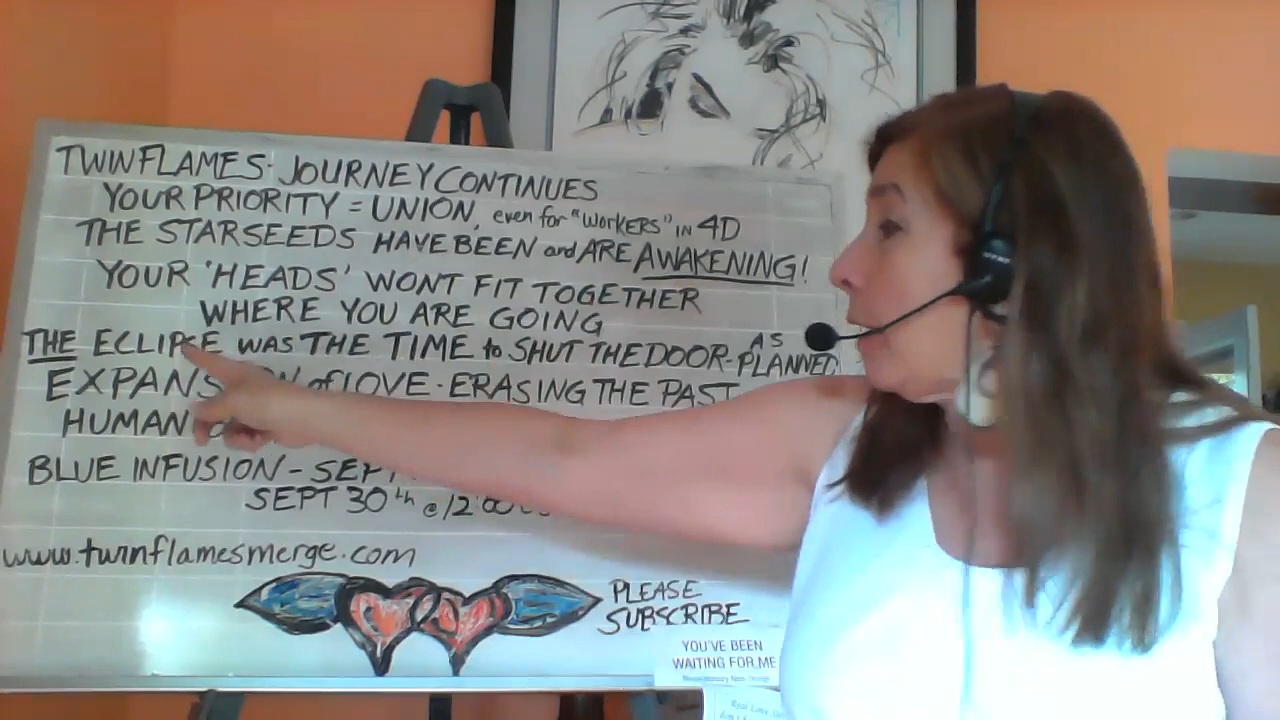 TWIN FLAMES- JOURNEY CONTINUES
YOUR PRIORITY = UNION, even for "WORKERS" IN 4D
THE STARSEEDS HAVE BEEN and ARE AWAKENING!
YOUR 'HEADS' WONT FIT TOGETHER
WHERE YOU ARE GOING
THE ECLIPSE WAS THE TIME to SHUT THE DOOR- AS PLANNED
OF LOVE - ERASING THE PAST
HUMAN
BLUE INFUSION - SEPT
SEPT 30th @ 12:00
www.twinflamesmerge.com
PLEASE
SUBSCRIBE
YOU'VE BEEN
WAITING FOR ME